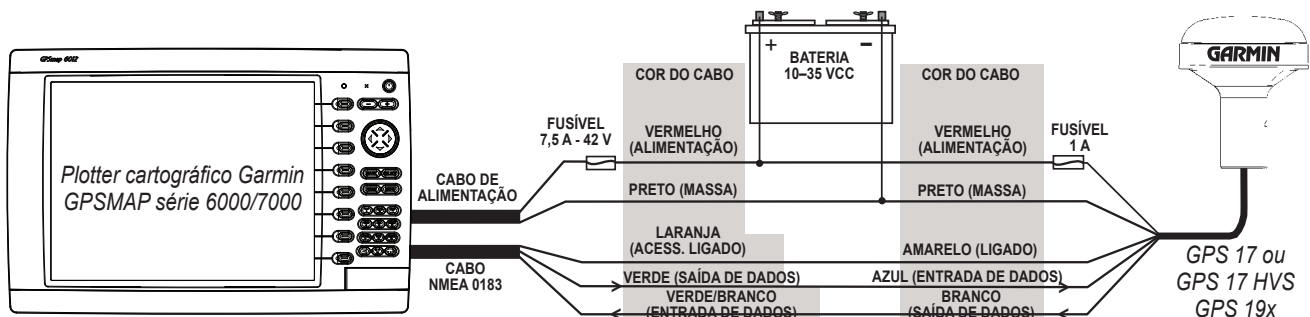 GPSmap 6012
Plotter cartográfico Garmin
GPSMAP série 6000/7000
CABO DE
ALIMENTAÇÃO
CABO
NMEA 0183
FUSÍVEL
7,5 A - 42 V
COR DO CABO
VERMELHO
(ALIMENTAÇÃO)
PRETO (MASSA)
LARANJA
(ACESS. LIGADO)
VERDE (SAÍDA DE DADOS)
VERDE/BRANCO
(ENTRADA DE DADOS)
+
–
BATERIA
10–35 VCC
COR DO CABO
VERMELHO
(ALIMENTAÇÃO)
PRETO (MASSA)
AMARELO (LIGADO)
AZUL (ENTRADA DE DADOS)
BRANCO
(SAÍDA DE DADOS)
FUSÍVEL
1 A
GARMIN
GPS 17 ou
GPS 17 HVS
GPS 19x